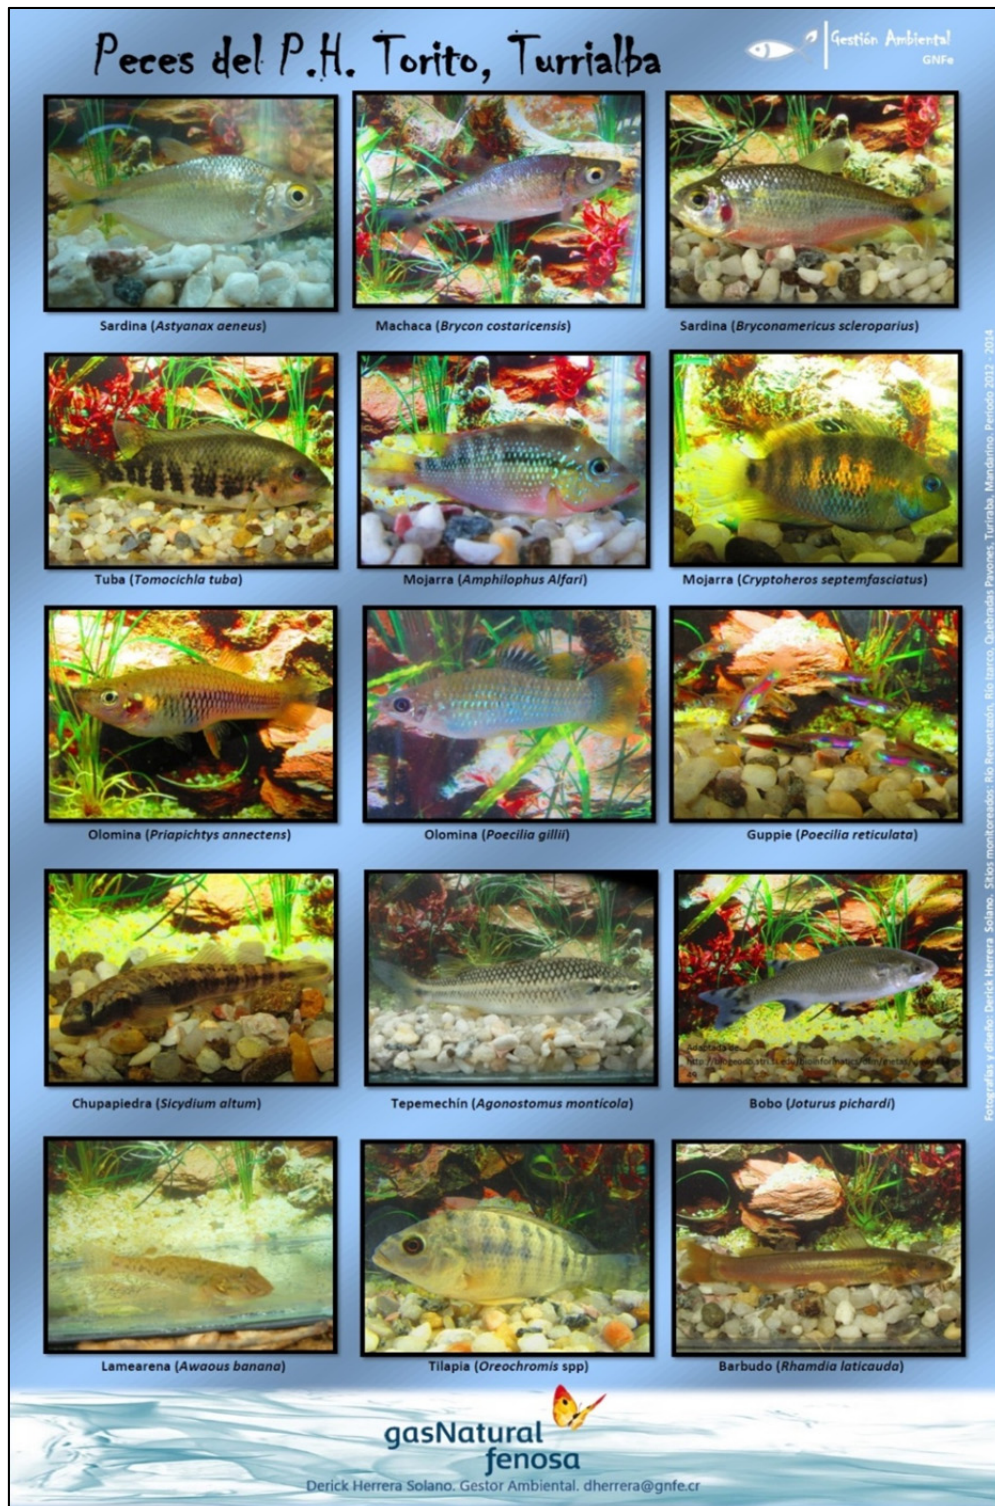 Peces del P.H. Torito, Turrialba
Gestión Ambiental
GNFe
Sardina (Astyanax aeneus)
Machaca (Brycon costaricensis)
Sardina (Bryconamericus scleroparius)
Tuba (Tomocichla tuba)
Mojarra (Amphilophus Alfari)
Mojarra (Cryptoheros septemfasciatus)
Olomina (Priapichtys annectens)
Olomina (Poecilia gillii)
Guppie (Poecilia reticulata)
Chupapiedra (Sicydium altum)
Tepemechín (Agonostomus montícola)
Bobo (Joturus pichardi)
Lamearena (Awaous banana)
Tilapia (Oreochromis spp)
Barbudo (Rhamdia laticauda)
Fotografías y diseño: Derick Herrera Solano. Sitios monitoreados: Río Reventazón, Río Izarco, Quebradas Pavones, Turiraba, Mandarino. Periodo 2012 - 2014
gasNatural
fenosa
Derick Herrera Solano. Gestor Ambiental. dherrera@gnfe.cr